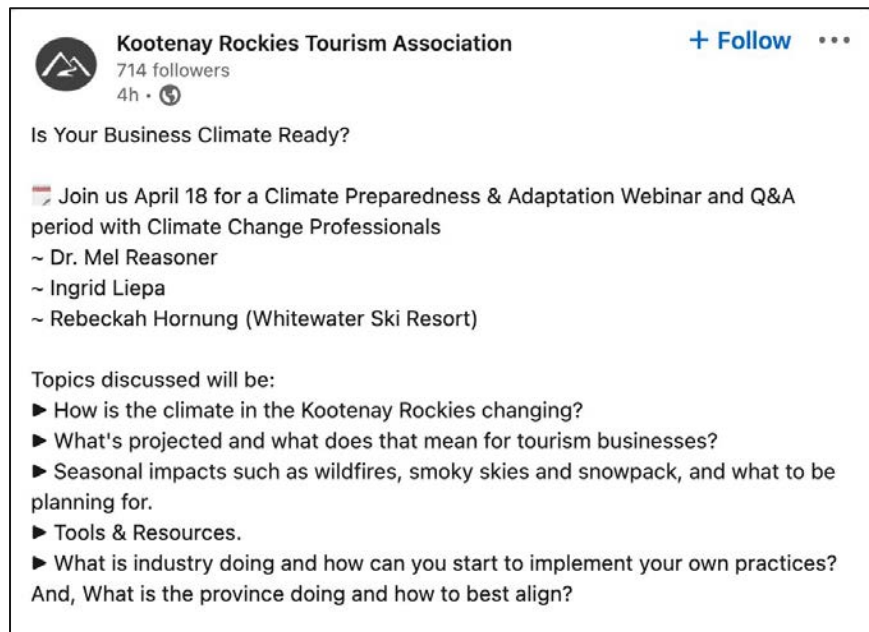 Kootenay Rockies Tourism Association
+ Follow
714 followers
4h •
Is Your Business Climate Ready?
Join us April 18 for a Climate Preparedness & Adaptation Webinar and Q&A
period with Climate Change Professionals
~ Dr. Mel Reasoner
~ Ingrid Liepa
~ Rebeckah Hornung (Whitewater Ski Resort)
Topics discussed will be:
► How is the climate in the Kootenay Rockies changing?
► What's projected and what does that mean for tourism businesses?
► Seasonal impacts such as wildfires, smoky skies and snowpack, and what to be
planning for.
► Tools & Resources.
► What is industry doing and how can you start to implement your own practices?
And, What is the province doing and how to best align?